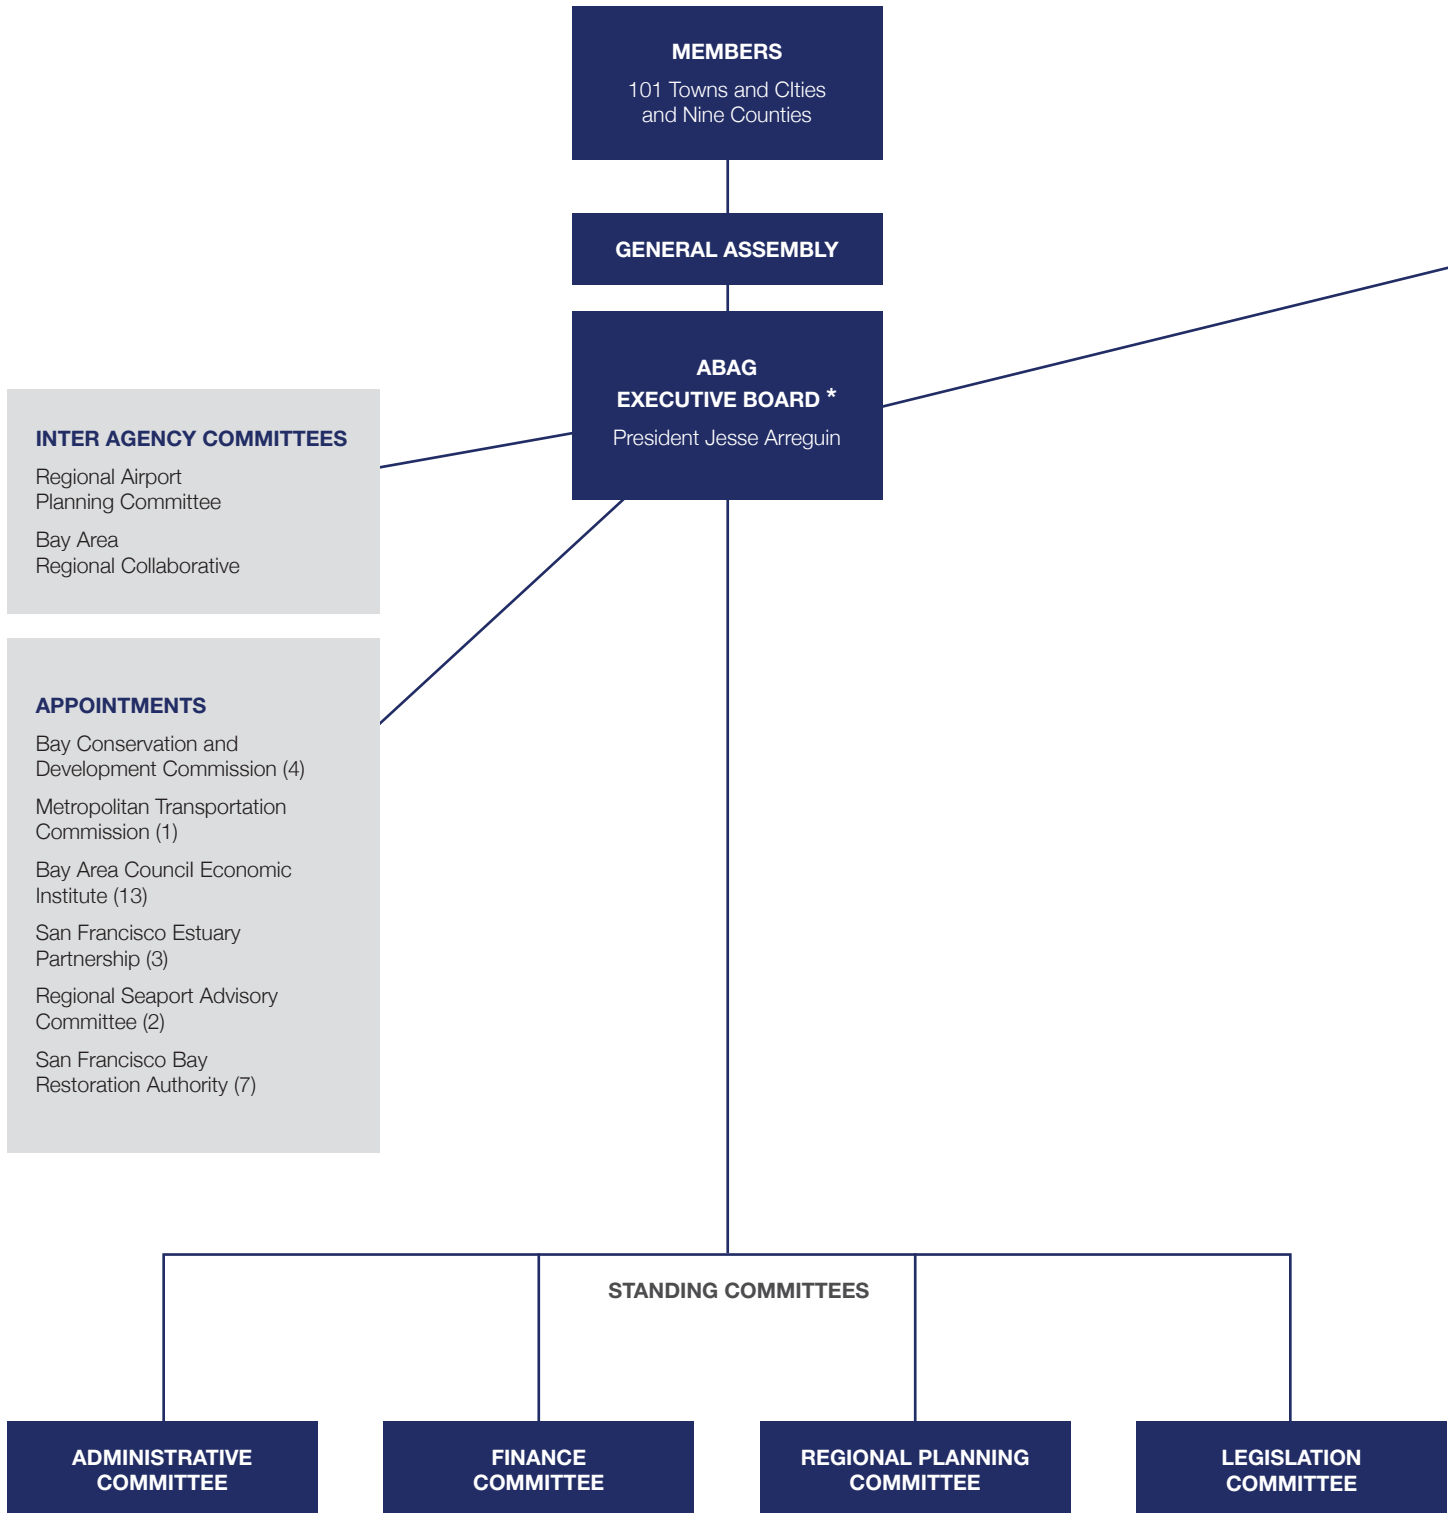 MEMBERS
101 Towns and CIties
and Nine Counties
GENERAL ASSEMBLY
ABAG
EXECUTIVE BOARD *
President Jesse Arreguin
INTER AGENCY COMMITTEES
Regional Airport
Planning Committee
Bay Area
Regional Collaborative
APPOINTMENTS
Bay Conservation and
Development Commission (4)
Metropolitan Transportation
Commission (1)
Bay Area Council Economic
Institute (13)
San Francisco Estuary
Partnership (3)
Regional Seaport Advisory
Committee (2)
San Francisco Bay
Restoration Authority (7)
STANDING COMMITTEES
ADMINISTRATIVE
COMMITTEE
FINANCE
COMMITTEE
REGIONAL PLANNING
COMMITTEE
LEGISLATION
COMMITTEE